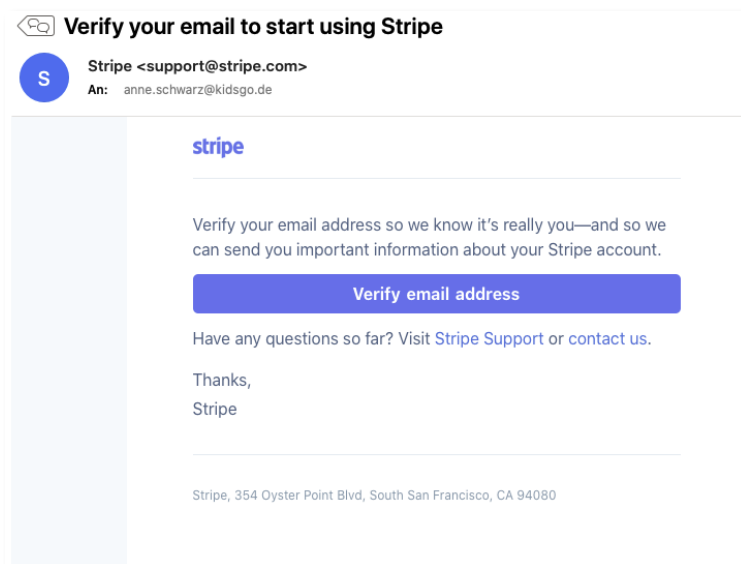 Verify your email to start using Stripe
S
Stripe <support@stripe.com>
An: anne.schwarz@kidsgo.de
stripe
Verify your email address so we know it’s really you—and so we
can send you important information about your Stripe account.
Verify email address
Have any questions so far? Visit Stripe Support or contact us.
Thanks,
Stripe
Stripe, 354 Oyster Point Blvd, South San Francisco, CA 94080